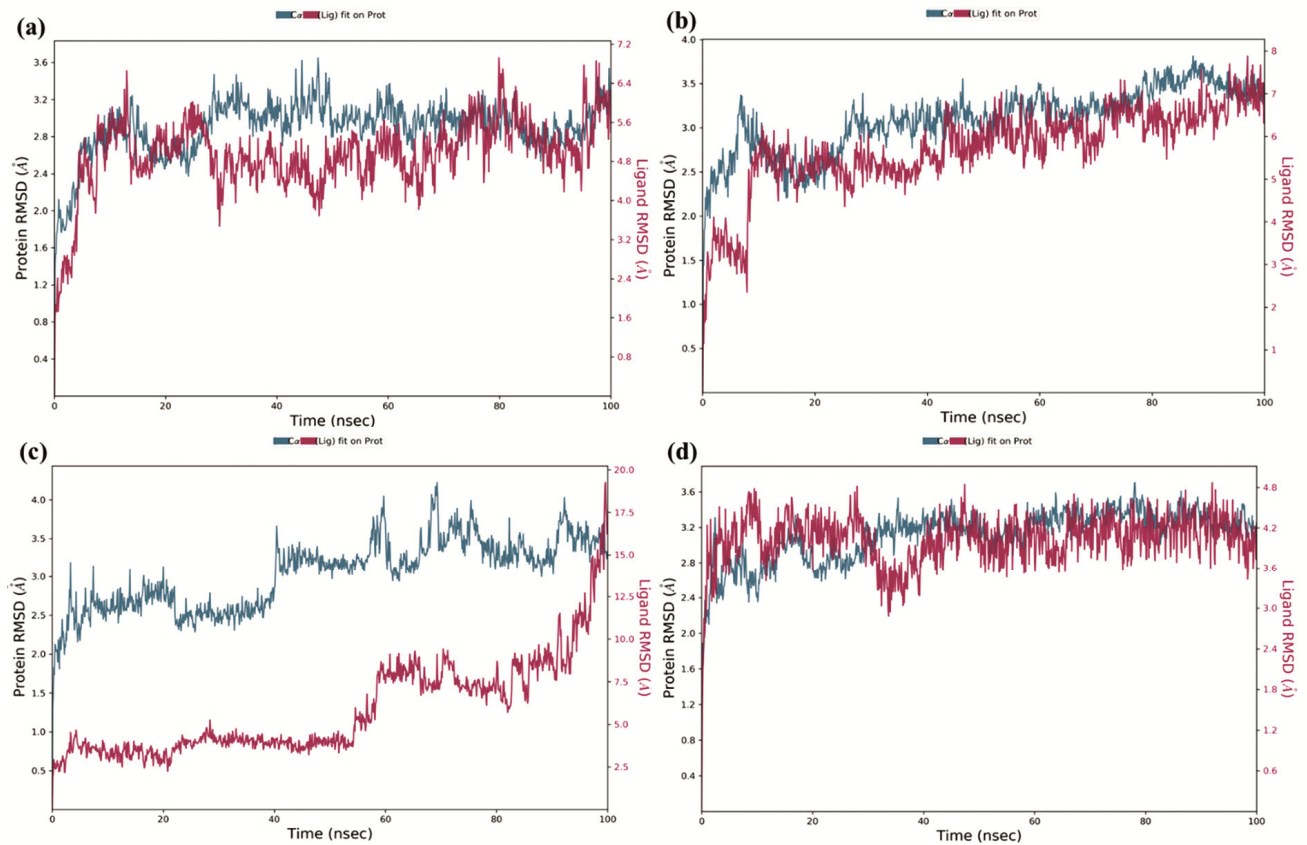 (a)
Cα (Lig) fit on Prot
Protein RMSD (Å)
3.6
3.2
2.8
2.4
2.0
1.6
1.2
0.8
0.4
7.2
6.4
5.6
4.8
4.0
3.2
2.4
1.6
0.8
Ligand RMSD (Å)
0 20 40 60 80 100
Time (nsec)
(b)
Cα (Lig) fit on Prot
Protein RMSD (Å)
4.0
3.5
3.0
2.5
2.0
1.5
1.0
0.5
8
7
6
5
4
3
2
1
Ligand RMSD (Å)
0 20 40 60 80 100
Time (nsec)
(c)
Cα (Lig) fit on Prot
Protein RMSD (Å)
4.0
3.5
3.0
2.5
2.0
1.5
1.0
0.5
20.0
17.5
15.0
12.5
10.0
7.5
5.0
2.5
Ligand RMSD (Å)
0 20 40 60 80 100
Time (nsec)
(d)
Cα (Lig) fit on Prot
Protein RMSD (Å)
3.6
3.2
2.8
2.4
2.0
1.6
1.2
0.8
0.4
4.8
4.2
3.6
3.0
2.4
1.8
1.2
0.6
Ligand RMSD (Å)
0 20 40 60 80 100
Time (nsec)